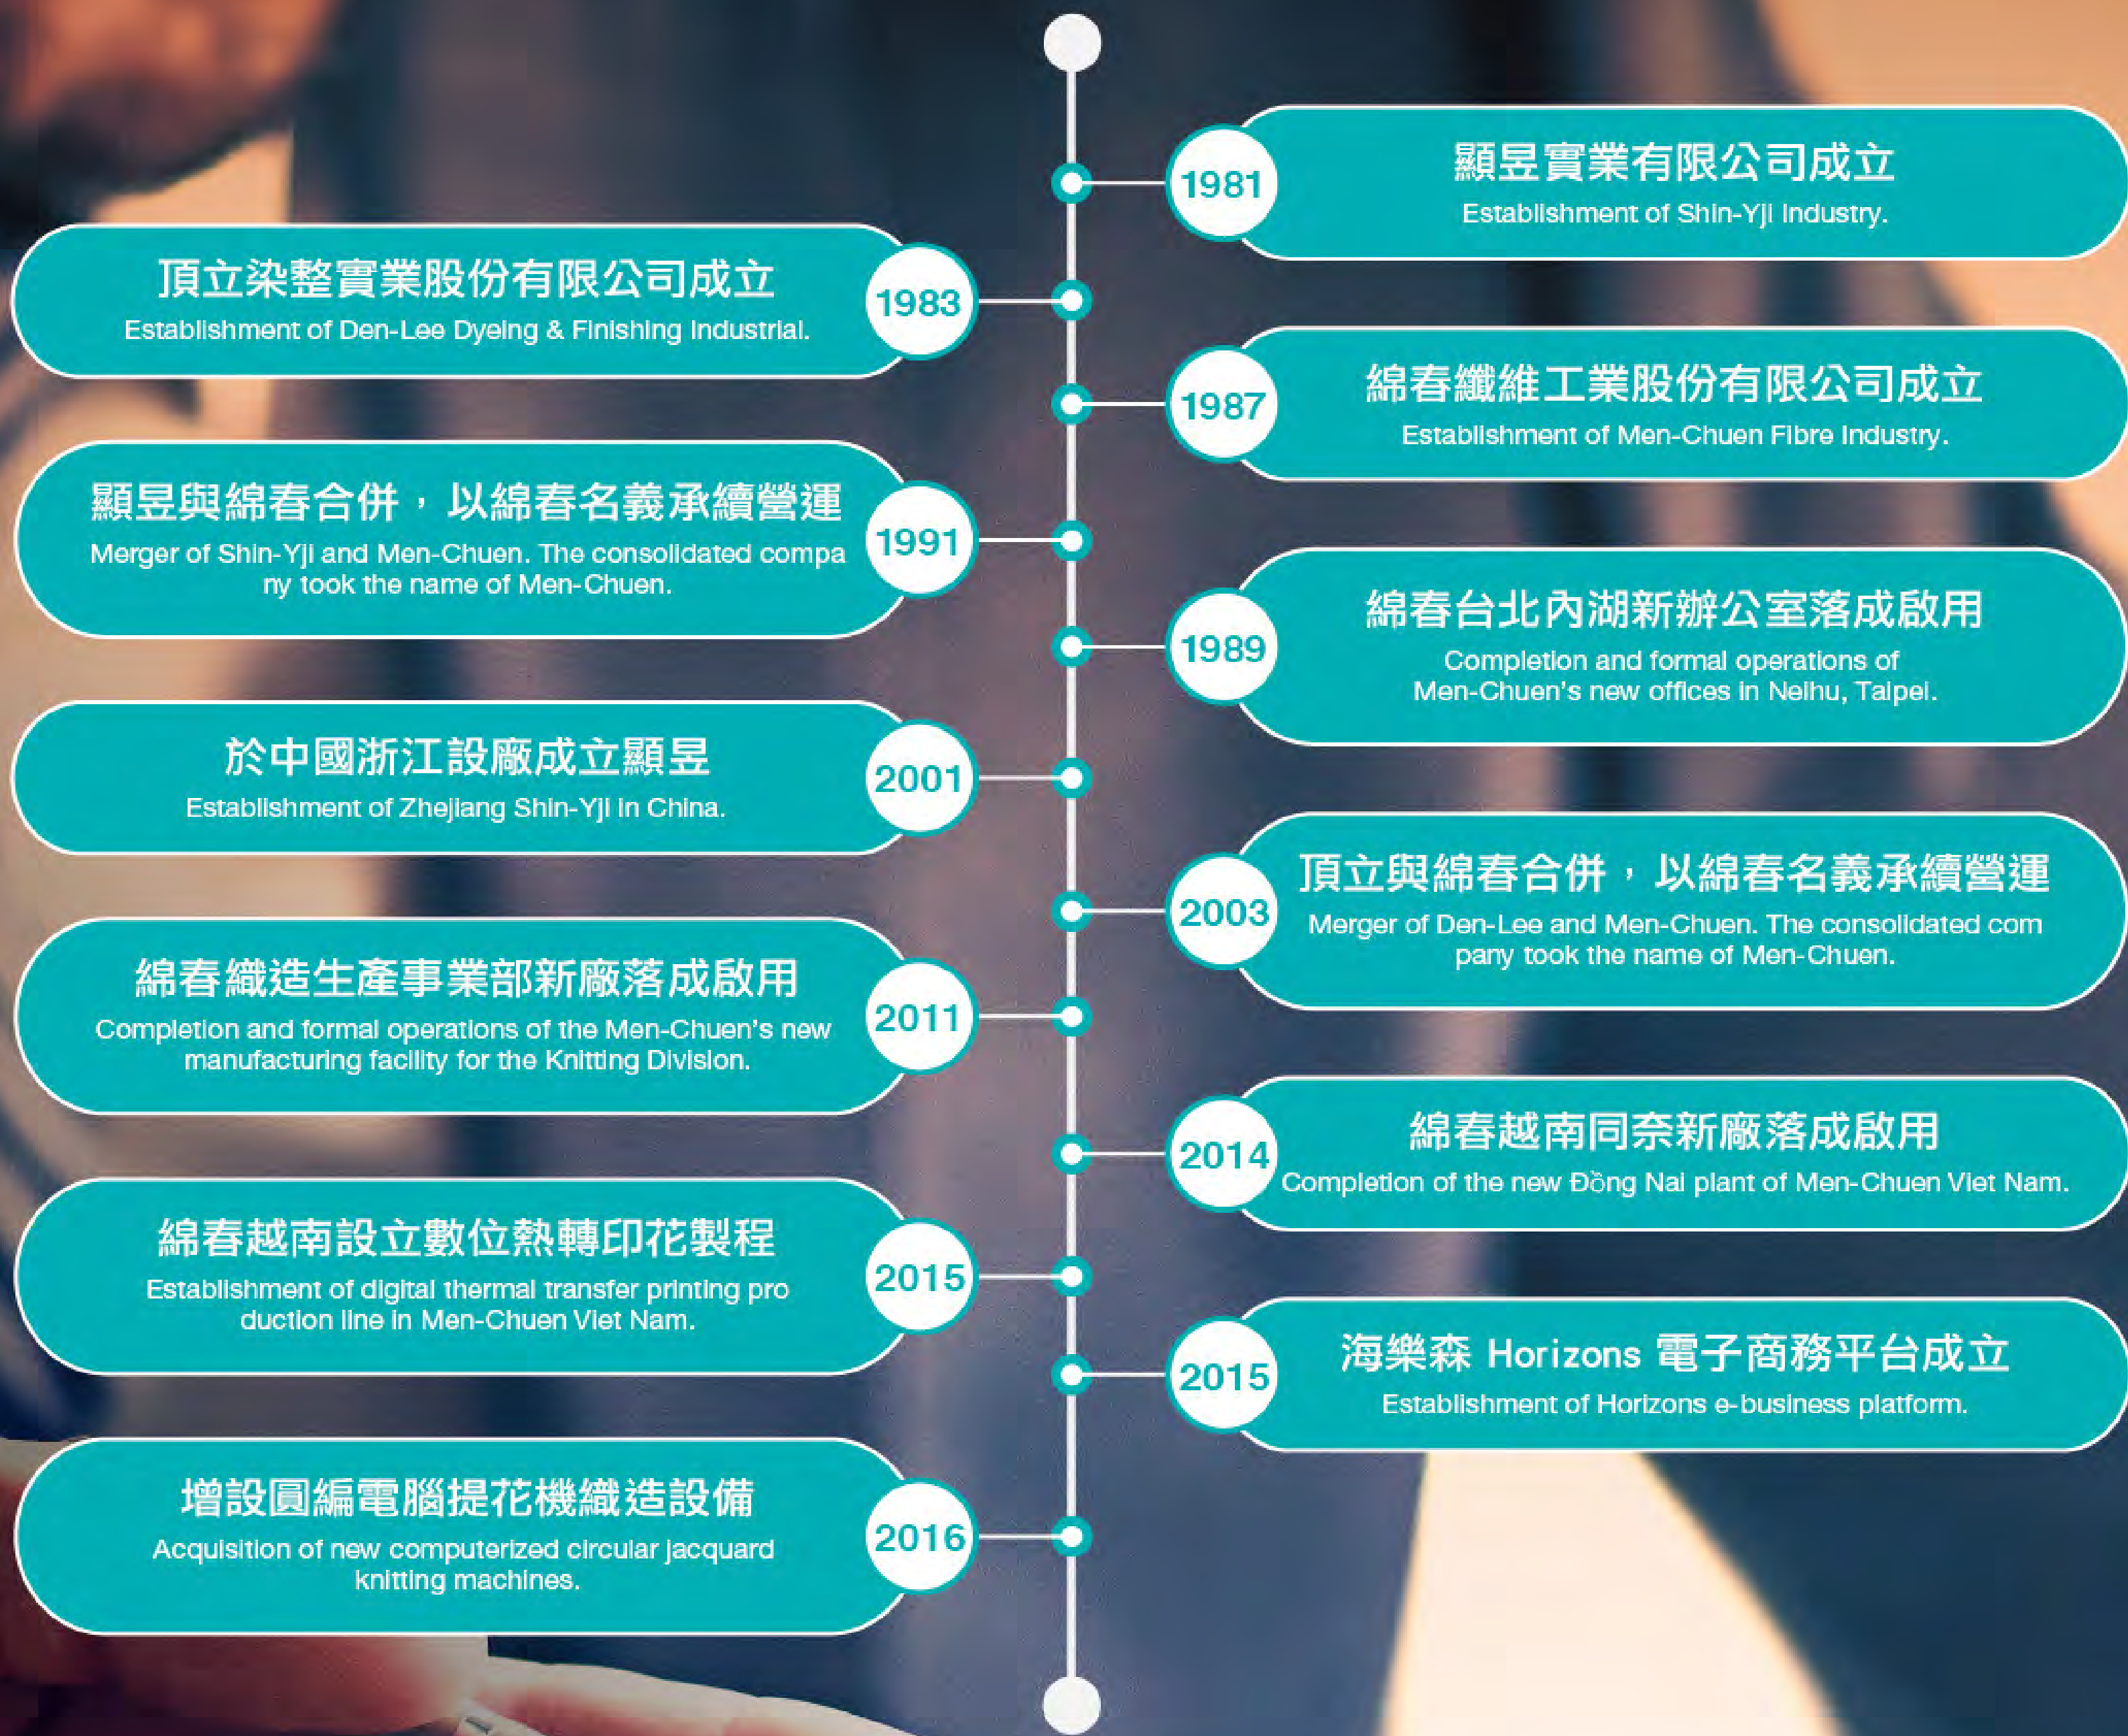 1981
顯昱實業有限公司成立
Establishment of Shin-Yji Industry.
頂立染整實業股份有限公司成立
Establishment of Den-Lee Dyeing & Finishing Industrial.
1983
1987
綿春纖維工業股份有限公司成立
Establishment of Men-Chuen Fibre Industry.
顯昱與綿春合併，以綿春名義承續營運
Merger of Shin-Yji and Men-Chuen. The consolidated compa
ny took the name of Men-Chuen.
1991
1989
綿春台北內湖新辦公室落成啟用
Completion and formal operations of
Men-Chuen's new offices in Neihu, Taipei.
於中國浙江設廠成立顯昱
Establishment of Zhejiang Shin-Yji in China.
2001
2003
頂立與綿春合併，以綿春名義承續營運
Merger of Den-Lee and Men-Chuen. The consolidated com
pany took the name of Men-Chuen.
綿春織造生產事業部新廠落成啟用
Completion and formal operations of the Men-Chuen's new
manufacturing facility for the Knitting Division.
2011
2014
綿春越南同奈新廠落成啟用
Completion of the new Đồng Nai plant of Men-Chuen Viet Nam.
綿春越南設立數位熱轉印花製程
Establishment of digital thermal transfer printing pro
duction line in Men-Chuen Viet Nam.
2015
2015
海樂森 Horizons 電子商務平台成立
Establishment of Horizons e-business platform.
增設圓編電腦提花機織造設備
Acquisition of new computerized circular jacquard
knitting machines.
2016